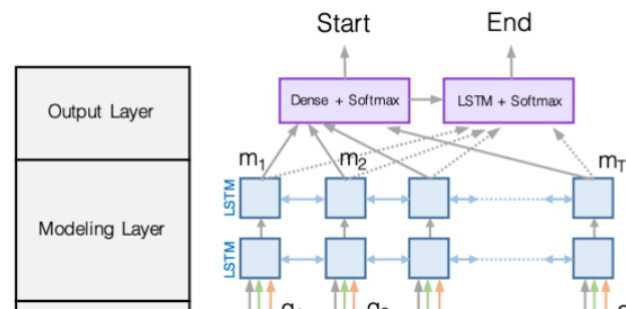 Start End
Output Layer
Dense + Softmax LSTM + Softmax
m1 m2 mT
LSTM
Modeling Layer
LSTM